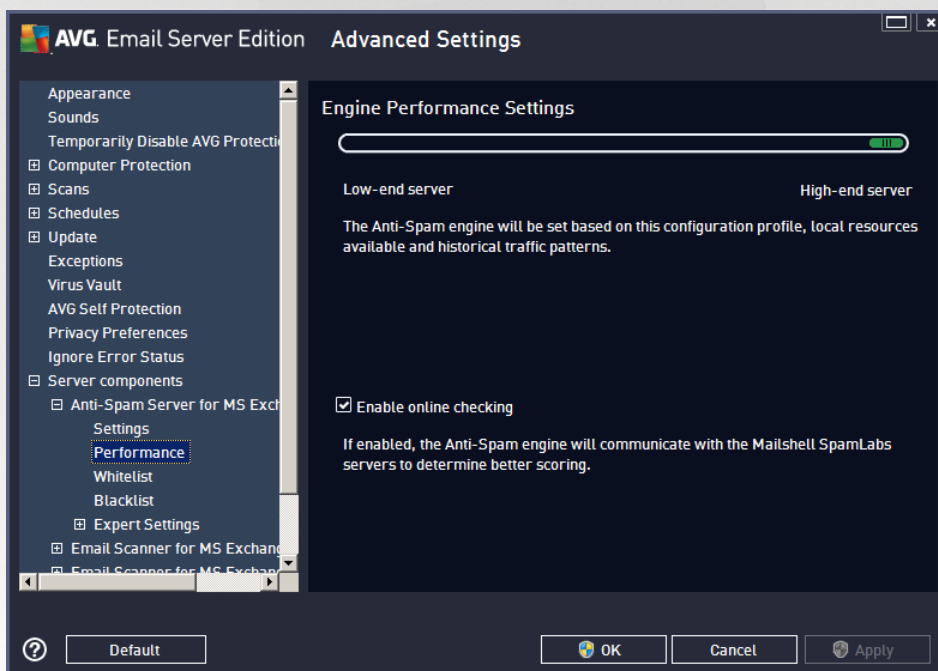 AVG. Email Server Edition Advanced Settings
Appearance
Sounds
Temporarily Disable AVG Protecti
Computer Protection
Scans
Schedules
Update
Exceptions
Virus Vault
AVG Self Protection
Privacy Preferences
Ignore Error Status
Server components
Anti-Spam Server for MS Exch
Settings
Performance
Whitelist
Blacklist
Expert Settings
Email Scanner for MS Exchang
Email Scanner for MS Exchang
Engine Performance Settings
Low-end server
High-end server
The Anti-Spam engine will be set based on this configuration profile, local resources
available and historical traffic patterns.
Enable online checking
If enabled, the Anti-Spam engine will communicate with the Mailshell SpamLabs
servers to determine better scoring.
?
Default
OK
Cancel
Apply